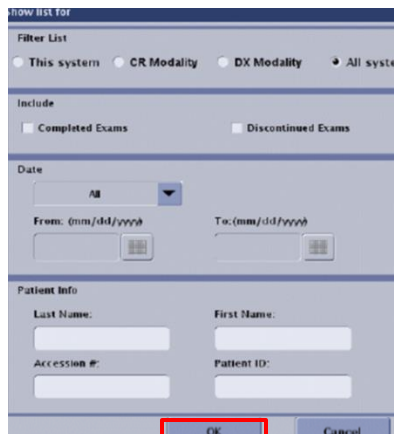 Show list for
Filter List
This system CR Modality DX Modality All syste
Include
Completed Exams Discontinued Exams
Date
All
From: (mm/dd/yyyy) To:(mm/dd/yyyy)
Patient Info
Last Name: First Name:
Accession #: Patient ID:
OK Cancel